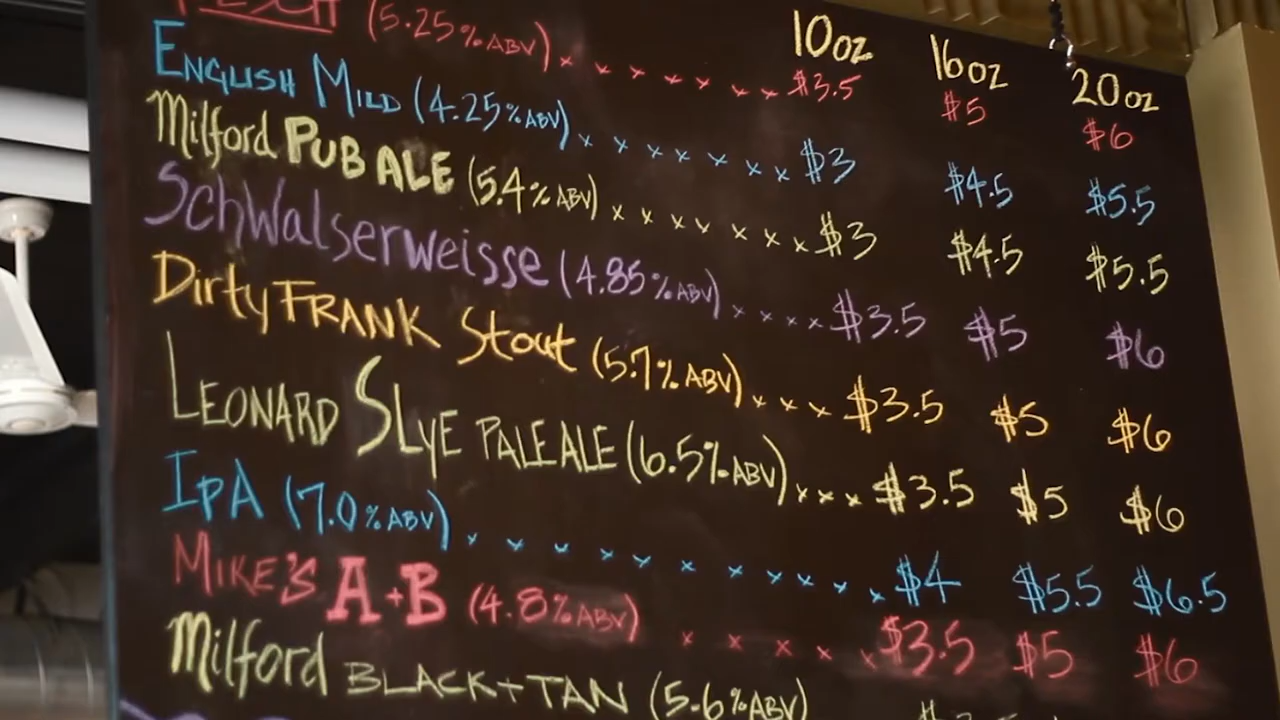 (5.25%ABV) $3.5 $5 $6
10oz 16oz 20oz
ENGLISH MILD (4.25%ABV) $3 $4.5 $5.5
Milford PUB ALE (5.4%ABV) $3 $4.5 $5.5
SchWalserweisse (4.85%ABV) $3.5 $5 $6
Dirty FRANK Stout (5.7%ABV) $3.5 $5 $6
LEONARD SLyE PALE ALE (6.5%ABV) $3.5 $5 $6
IpA (7.0%ABV) $4 $5.5 $6.5
MIKE'S A+B (4.8%ABV) $3.5 $5 $6
Milford BLACK+TAN (5.6%ABV)